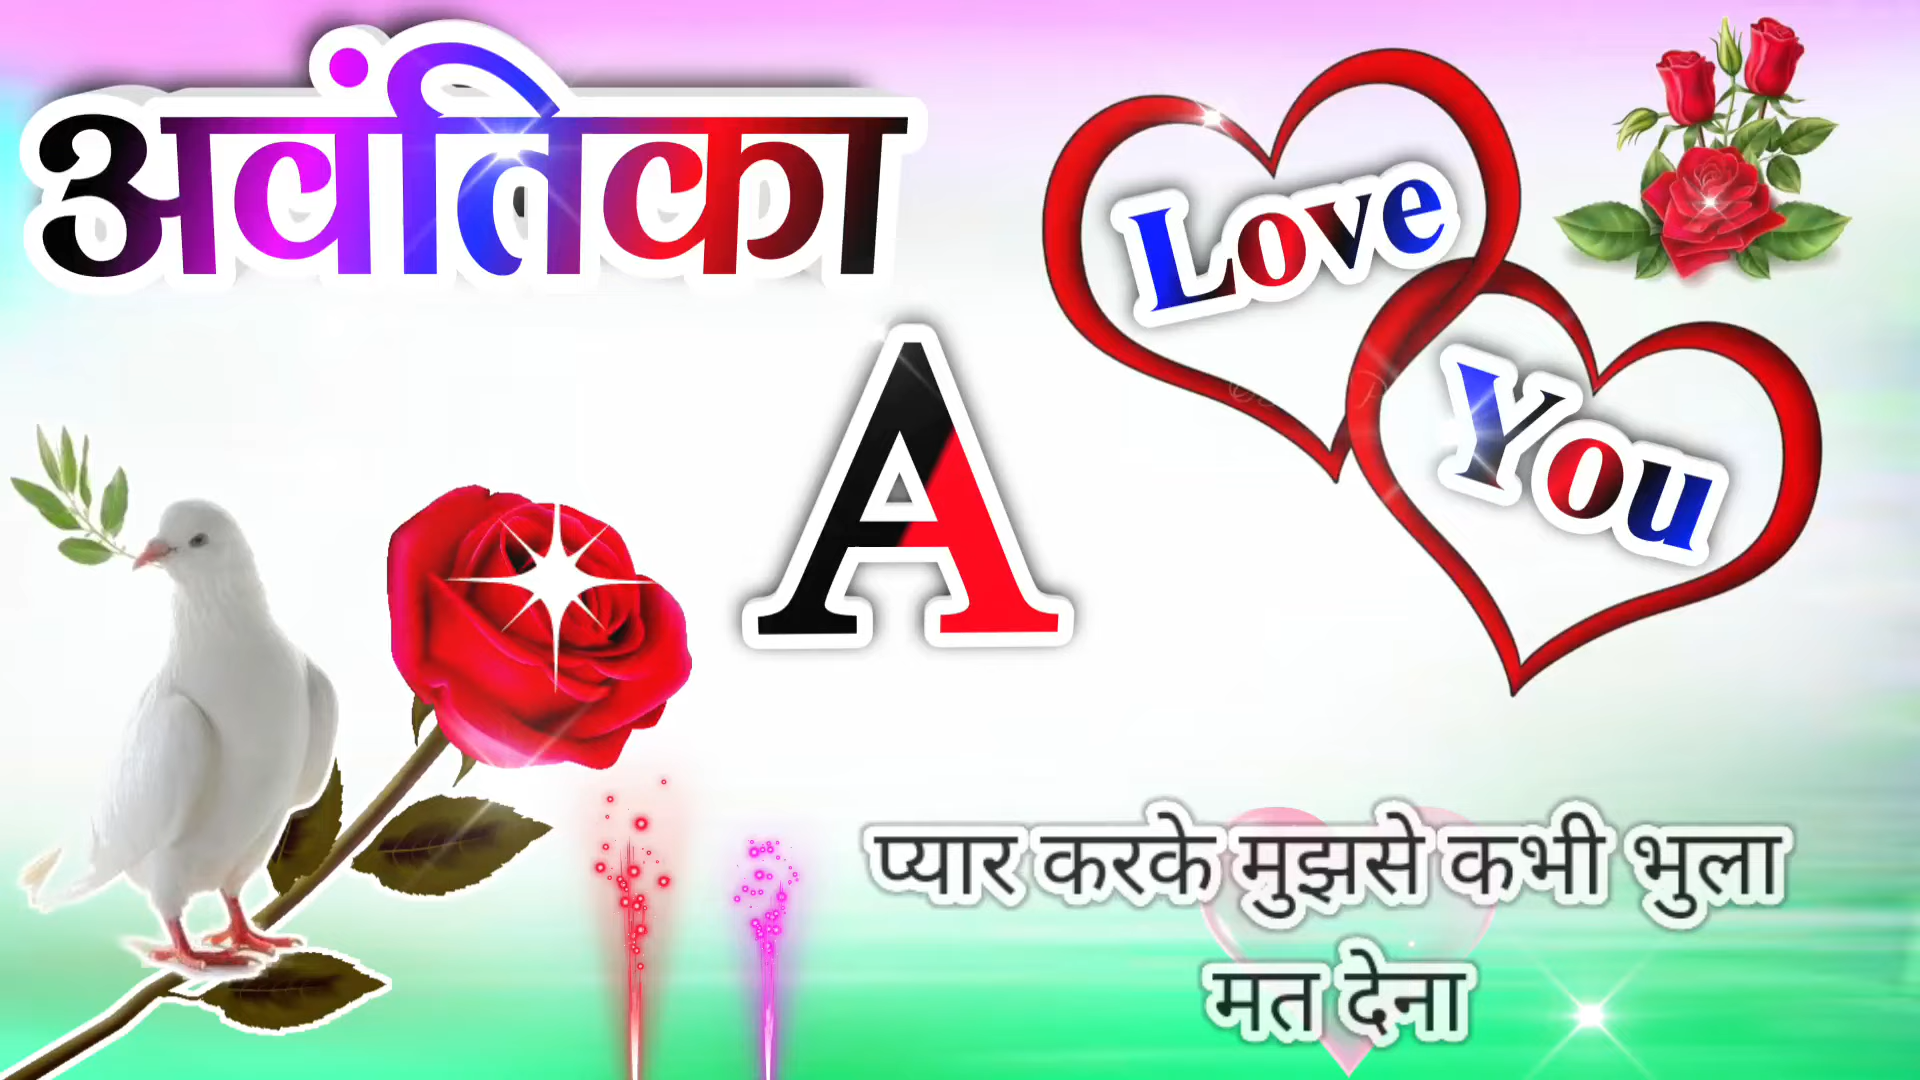 अवंतिका
Love
You
A
प्यार करके मुझसे कभी भुला
मत देना